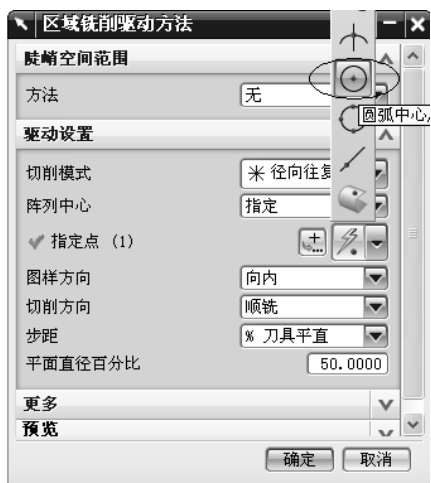 区域铣削驱动方法
陡峭空间范围
方法 无
圆弧中心
驱动设置
切削模式 径向往复
阵列中心 指定
指定点 (1)
图样方向 向内
切削方向 顺铣
步距 % 刀具平直
平面直径百分比 50.0000
更多
预览
确定 取消